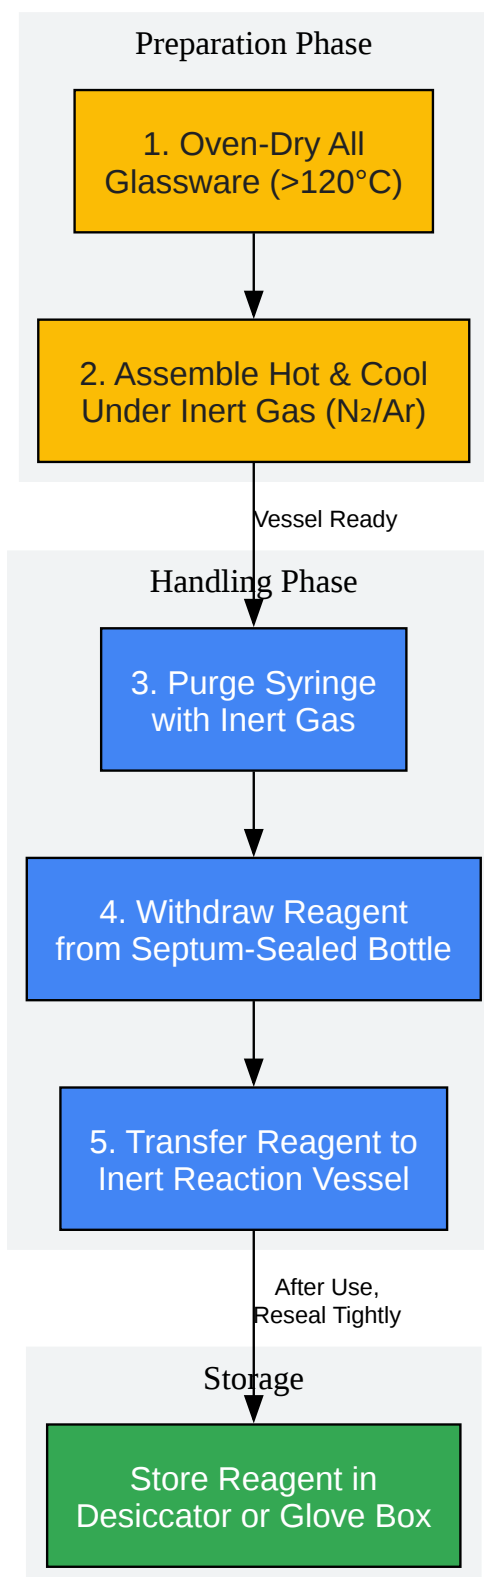 Preparation Phase
1. Oven-Dry All
Glassware (>120°C)
2. Assemble Hot & Cool
Under Inert Gas (N₂/Ar)
Vessel Ready
Handling Phase
3. Purge Syringe
with Inert Gas
4. Withdraw Reagent
from Septum-Sealed Bottle
5. Transfer Reagent to
Inert Reaction Vessel
After Use,
Reseal Tightly
Storage
Store Reagent in
Desiccator or Glove Box